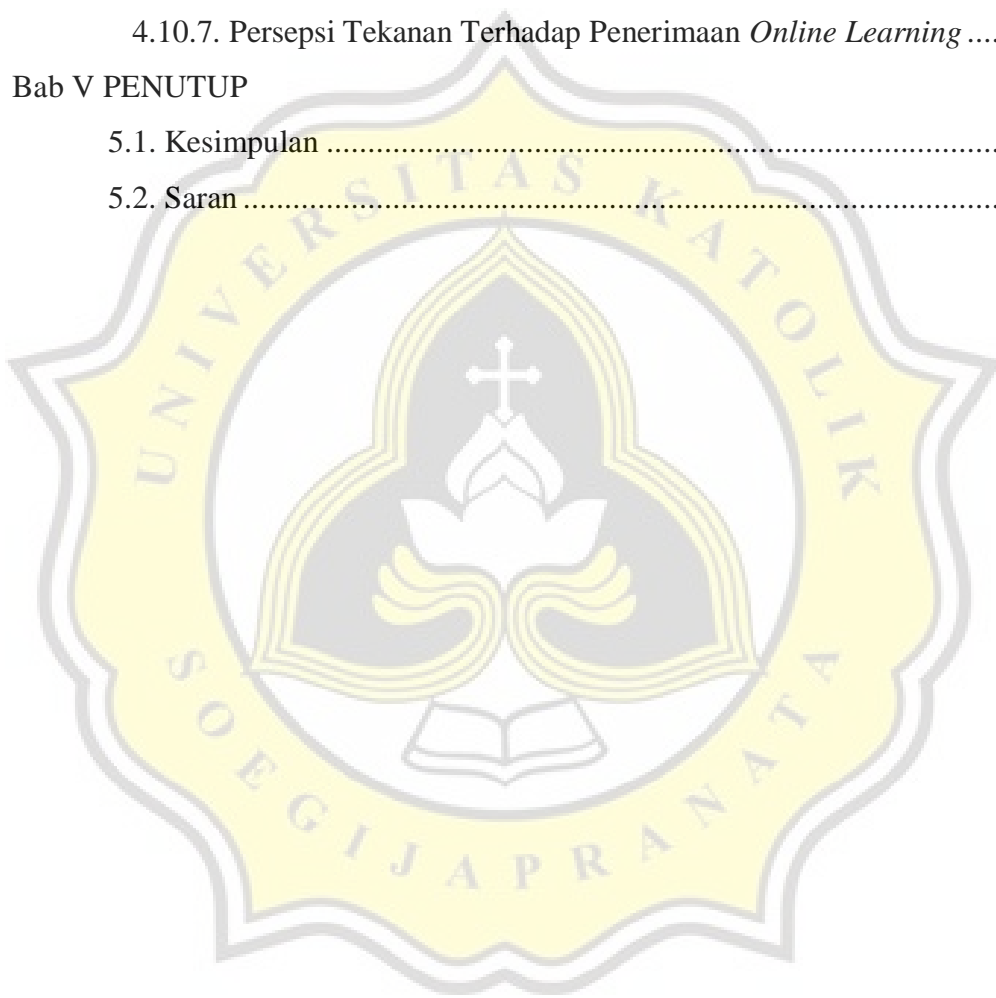 4.10.7. Persepsi Tekanan Terhadap Penerimaan Online Learning ....
Bab V PENUTUP
5.1. Kesimpulan ....................................................................................
5.2. Saran ..............................................................................................
UNIVERSITAS KATOLIK
SOEGIJAPRANATA